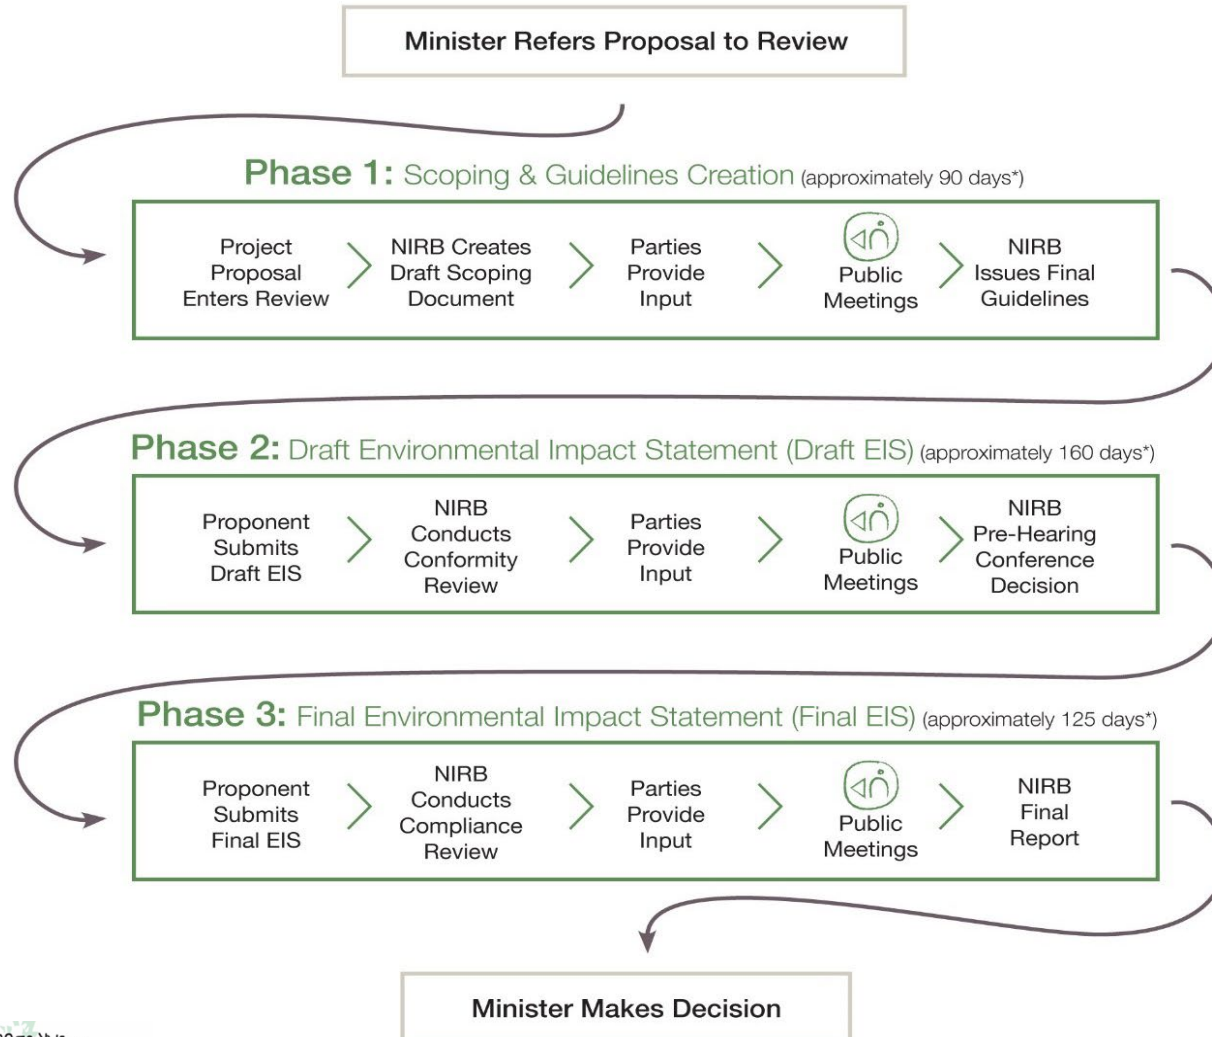 Minister Refers Proposal to Review
Phase 1: Scoping & Guidelines Creation (approximately 90 days*)
Project
Proposal
Enters Review
NIRB Creates
Draft Scoping
Document
Parties
Provide
Input
Public
Meetings
NIRB
Issues Final
Guidelines
Phase 2: Draft Environmental Impact Statement (Draft EIS) (approximately 160 days*)
Proponent
Submits
Draft EIS
NIRB
Conducts
Conformity
Review
Parties
Provide
Input
Public
Meetings
NIRB
Pre-Hearing
Conference
Decision
Phase 3: Final Environmental Impact Statement (Final EIS) (approximately 125 days*)
Proponent
Submits
Final EIS
NIRB
Conducts
Compliance
Review
Parties
Provide
Input
Public
Meetings
NIRB
Final
Report
Minister Makes Decision